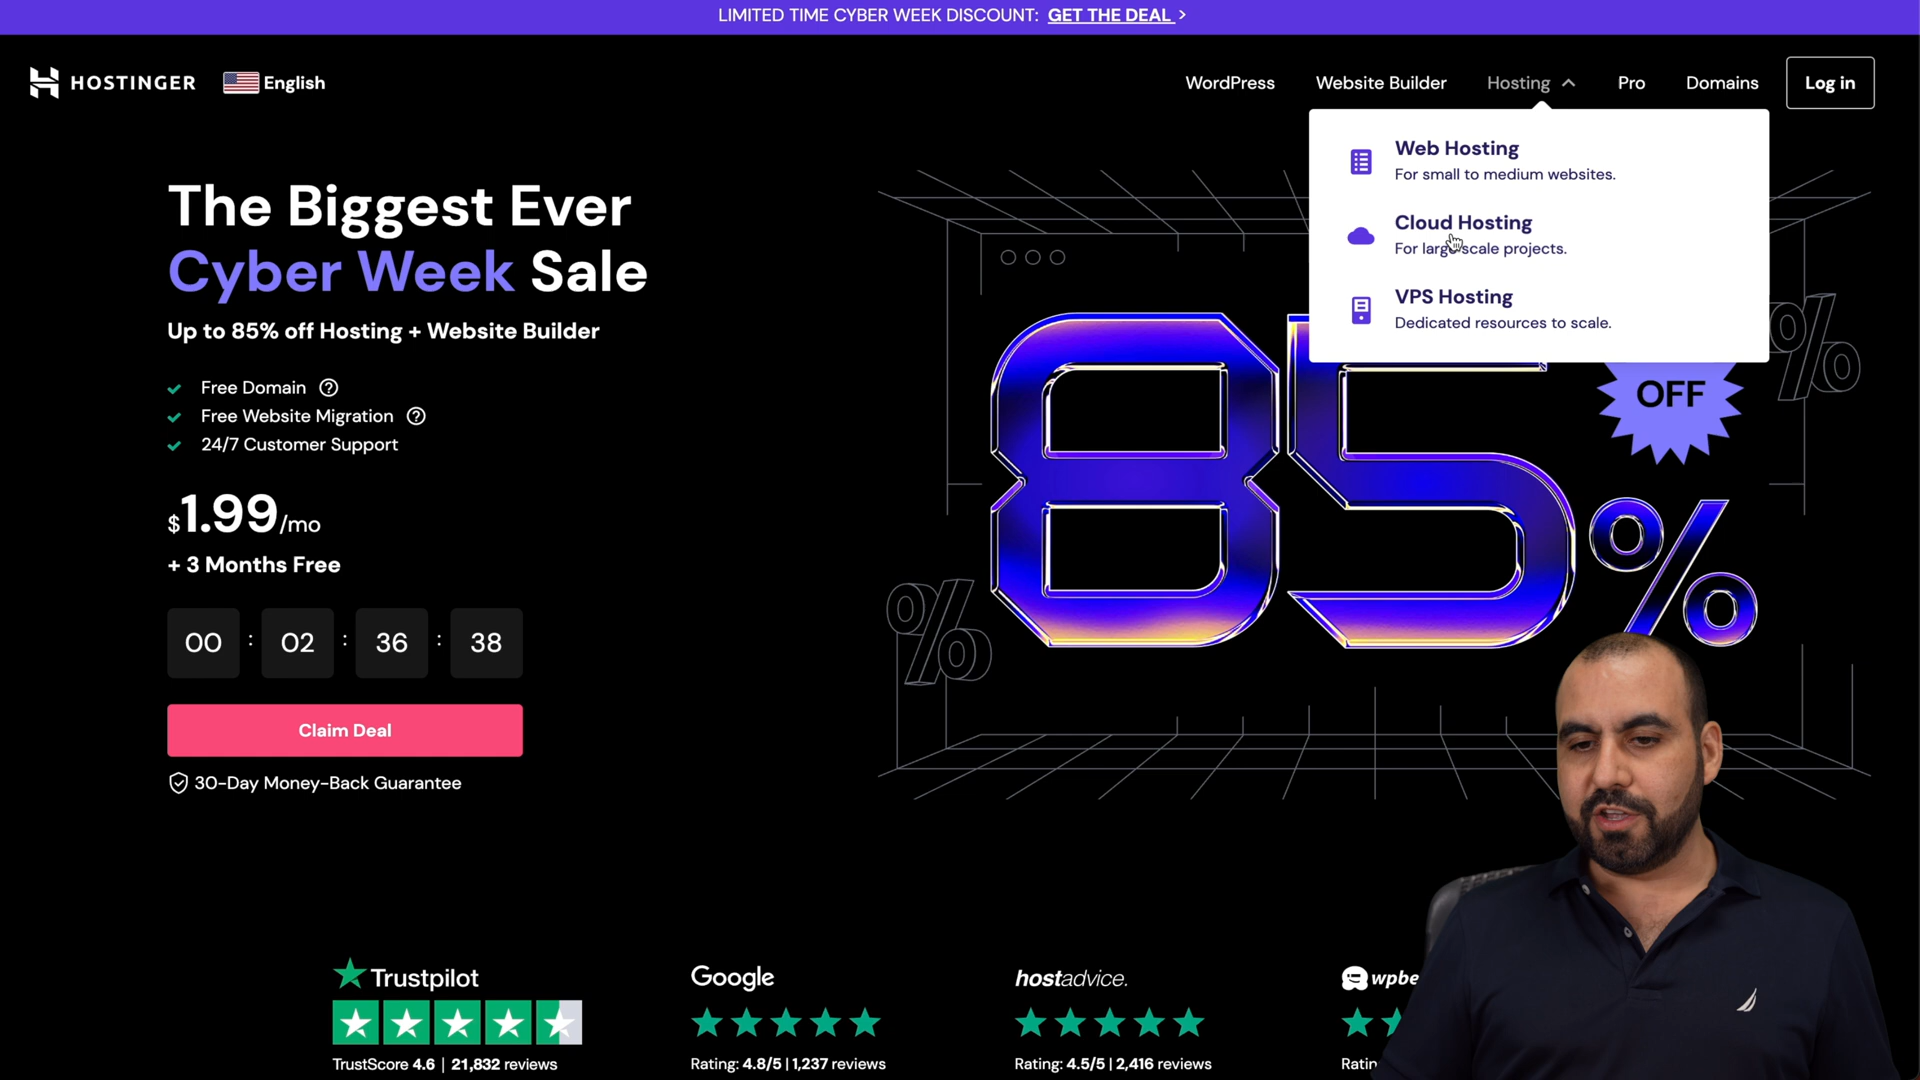 LIMITED TIME CYBER WEEK DISCOUNT: GET THE DEAL >
HOSTINGER
English
WordPress
Website Builder
Hosting
Pro
Domains
Log in
Web Hosting
For small to medium websites.
Cloud Hosting
For large-scale projects.
VPS Hosting
Dedicated resources to scale.
The Biggest Ever
Cyber Week Sale
Up to 85% off Hosting + Website Builder
Free Domain
Free Website Migration
24/7 Customer Support
$1.99/mo
+ 3 Months Free
00 : 02 : 36 : 38
Claim Deal
30-Day Money-Back Guarantee
85%
OFF
%
%
Trustpilot
TrustScore 4.6 | 21,832 reviews
Google
Rating: 4.8/5 | 1,237 reviews
hostadvice.
Rating: 4.5/5 | 2,416 reviews
wpbe
Ratin